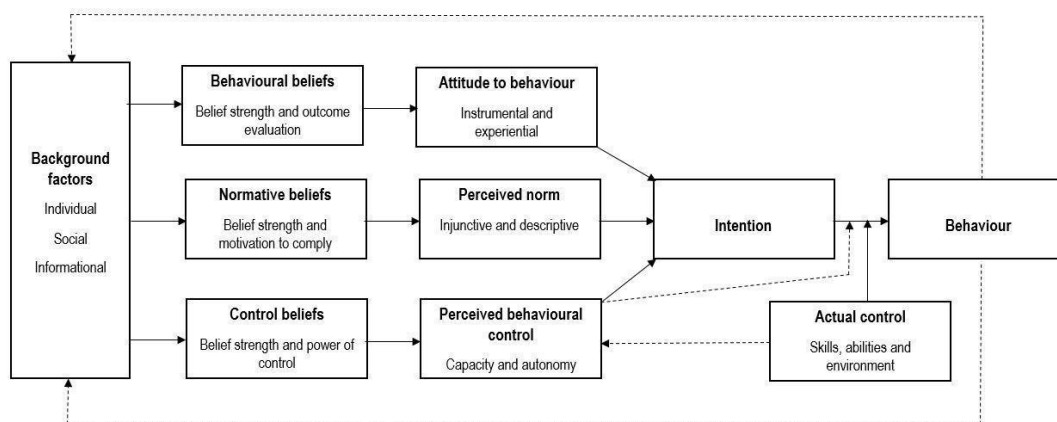 Background
factors
Individual
Social
Informational
Behavioural beliefs
Belief strength and outcome
evaluation
Attitude to behaviour
Instrumental and
experiential
Normative beliefs
Belief strength and
motivation to comply
Perceived norm
Injunctive and descriptive
Intention
Behaviour
Control beliefs
Belief strength and power of
control
Perceived behavioural
control
Capacity and autonomy
Actual control
Skills, abilities and
environment